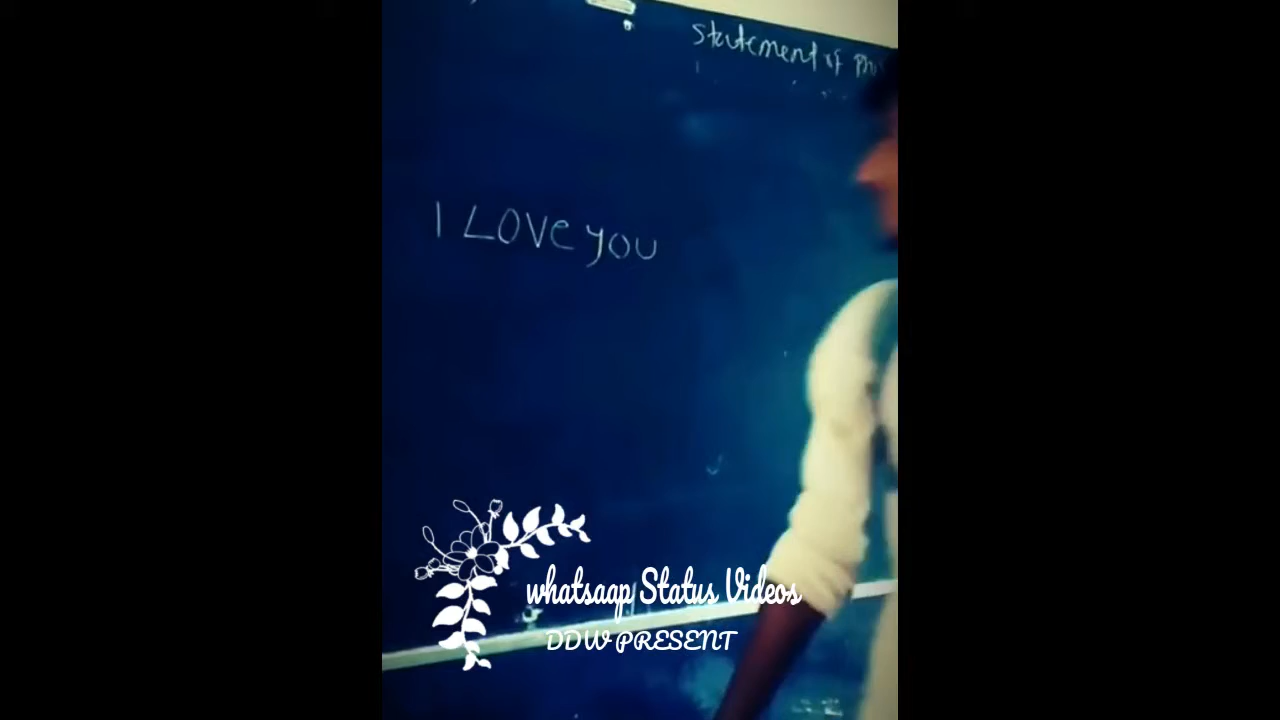 Statement of
I LOVE you
whatsaap Status Videos
DDW PRESENT